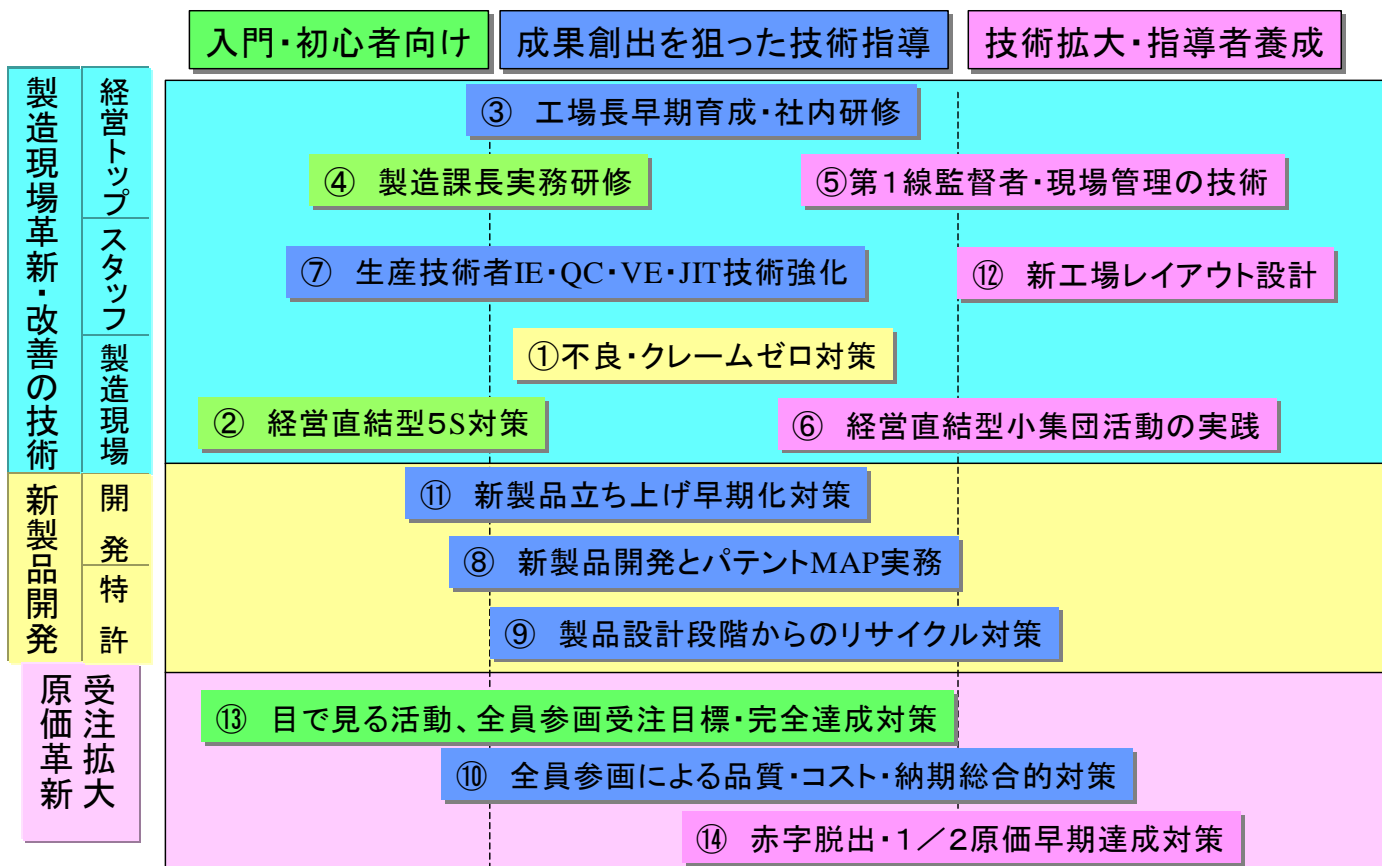 入門・初心者向け
成果創出を狙った技術指導
技術拡大・指導者養成
製造現場革新・改善の技術
経営トップ
スタッフ
製造現場
③ 工場長早期育成・社内研修
④ 製造課長実務研修
⑤第1線監督者・現場管理の技術
⑦ 生産技術者IE・QC・VE・JIT技術強化
⑫ 新工場レイアウト設計
①不良・クレームゼロ対策
② 経営直結型5S対策
⑥ 経営直結型小集団活動の実践
新製品開発
開発
特許
⑪ 新製品立ち上げ早期化対策
⑧ 新製品開発とパテントMAP実務
⑨ 製品設計段階からのリサイクル対策
受注拡大
原価革新
⑬ 目で見る活動、全員参画受注目標・完全達成対策
⑩ 全員参画による品質・コスト・納期総合的対策
⑭ 赤字脱出・1／2原価早期達成対策